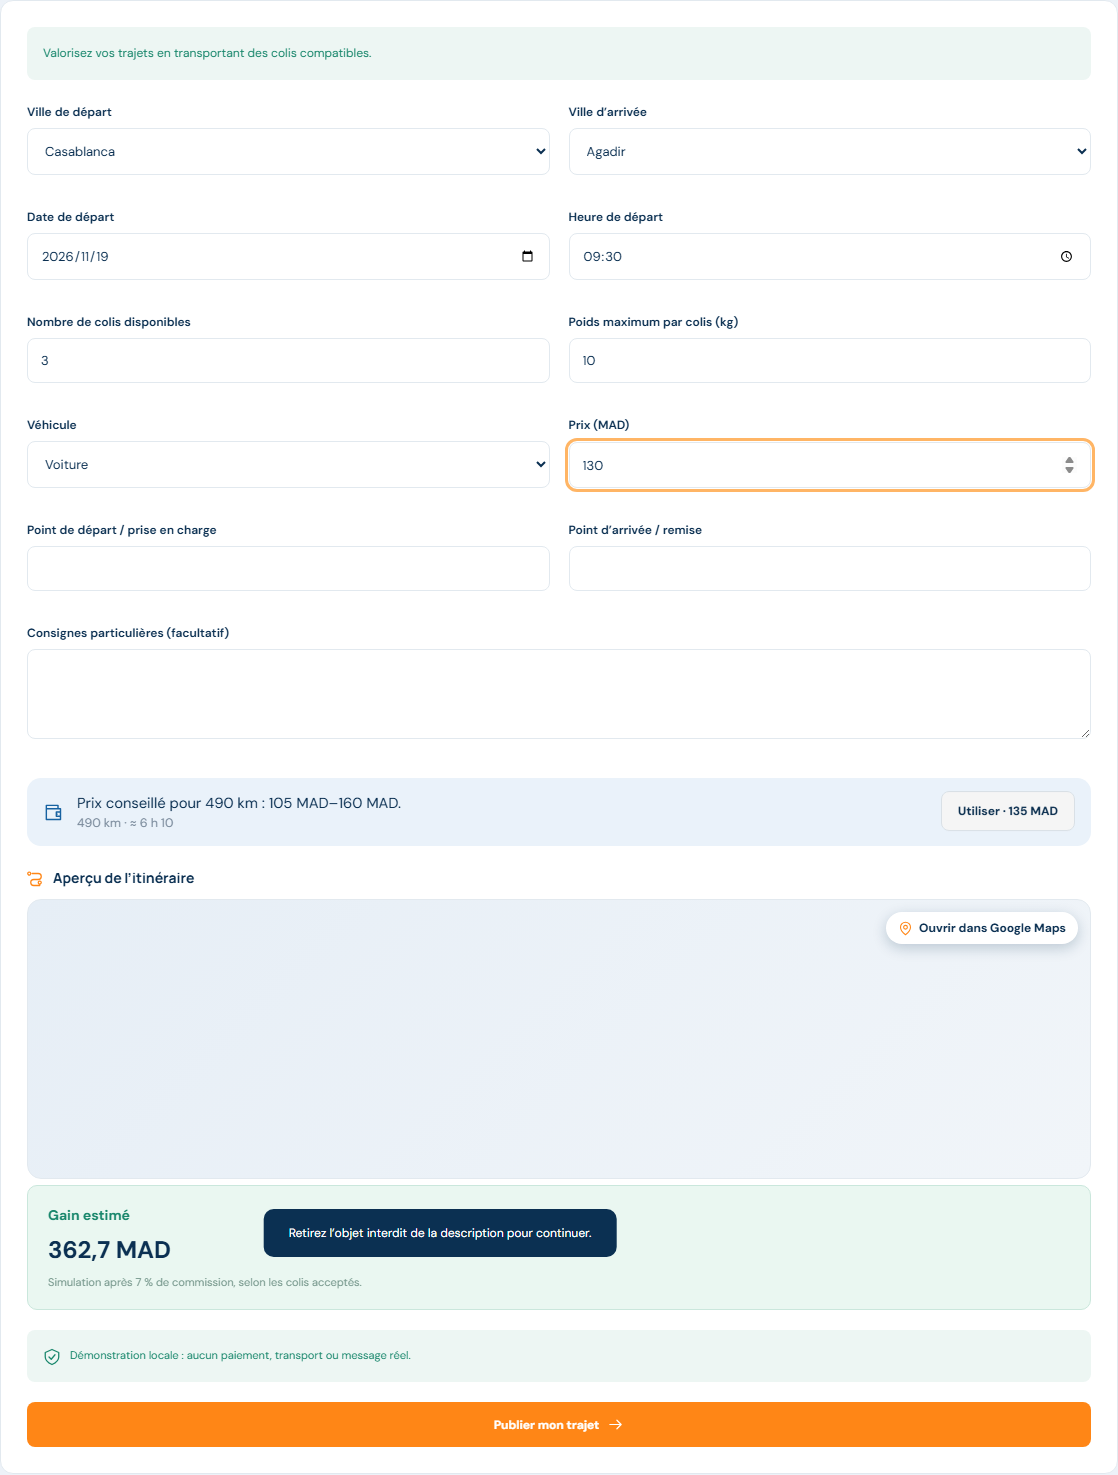 Valorisez vos trajets en transportant des colis compatibles.
Ville de départ
Ville d’arrivée
Casablanca
Agadir
Date de départ
Heure de départ
2026/11/19
09:30
Nombre de colis disponibles
Poids maximum par colis (kg)
3
10
Véhicule
Prix (MAD)
Voiture
130
Point de départ / prise en charge
Point d’arrivée / remise
Consignes particulières (facultatif)
Prix conseillé pour 490 km : 105 MAD–160 MAD.
490 km · ≈ 6 h 10
Utiliser · 135 MAD
Aperçu de l’itinéraire
Ouvrir dans Google Maps
Gain estimé
362,7 MAD
Retirez l’objet interdit de la description pour continuer.
Simulation après 7 % de commission, selon les colis acceptés.
Démonstration locale : aucun paiement, transport ou message réel.
Publier mon trajet →